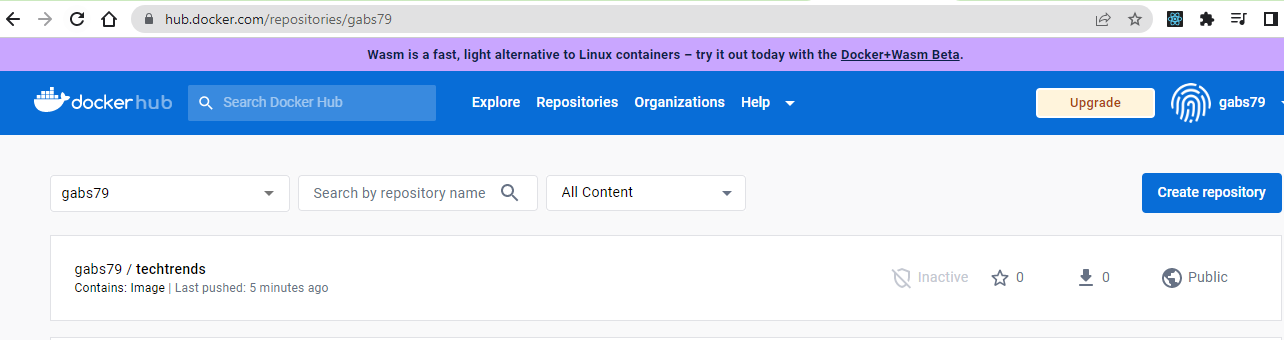 hub.docker.com/repositories/gabs79
Wasm is a fast, light alternative to Linux containers – try it out today with the Docker+Wasm Beta.
dockerhub Search Docker Hub Explore Repositories Organizations Help Upgrade gabs79
gabs79 Search by repository name All Content Create repository
gabs79 / techtrends
Contains: Image | Last pushed: 5 minutes ago
Inactive 0 0 Public